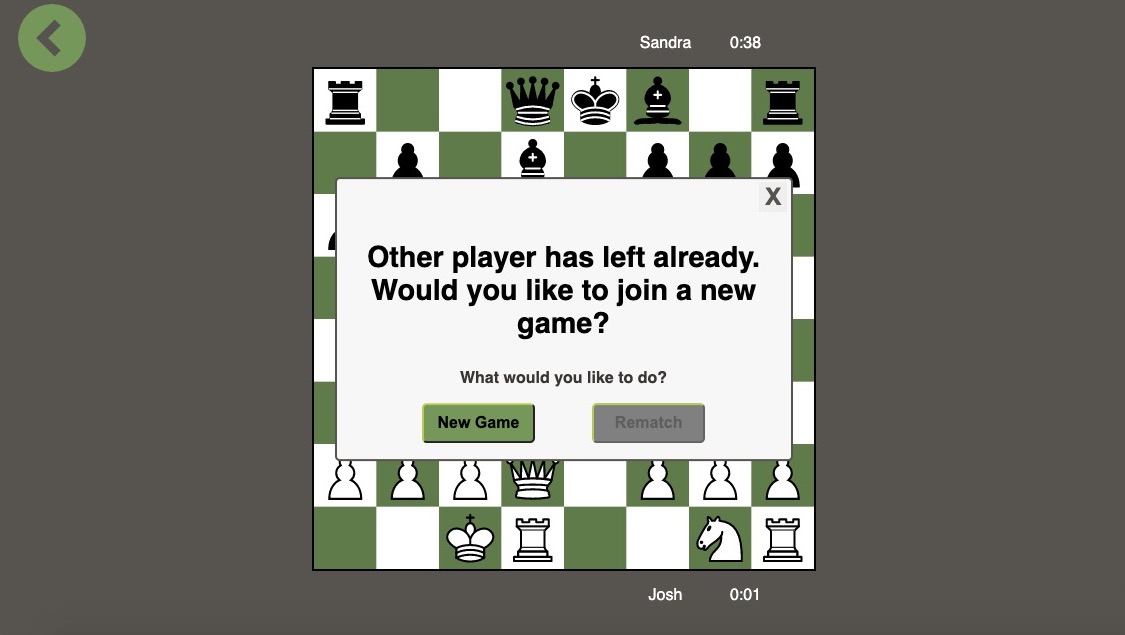 Sandra 0:38
X
Other player has left already.
Would you like to join a new
game?
What would you like to do?
New Game Rematch
Josh 0:01